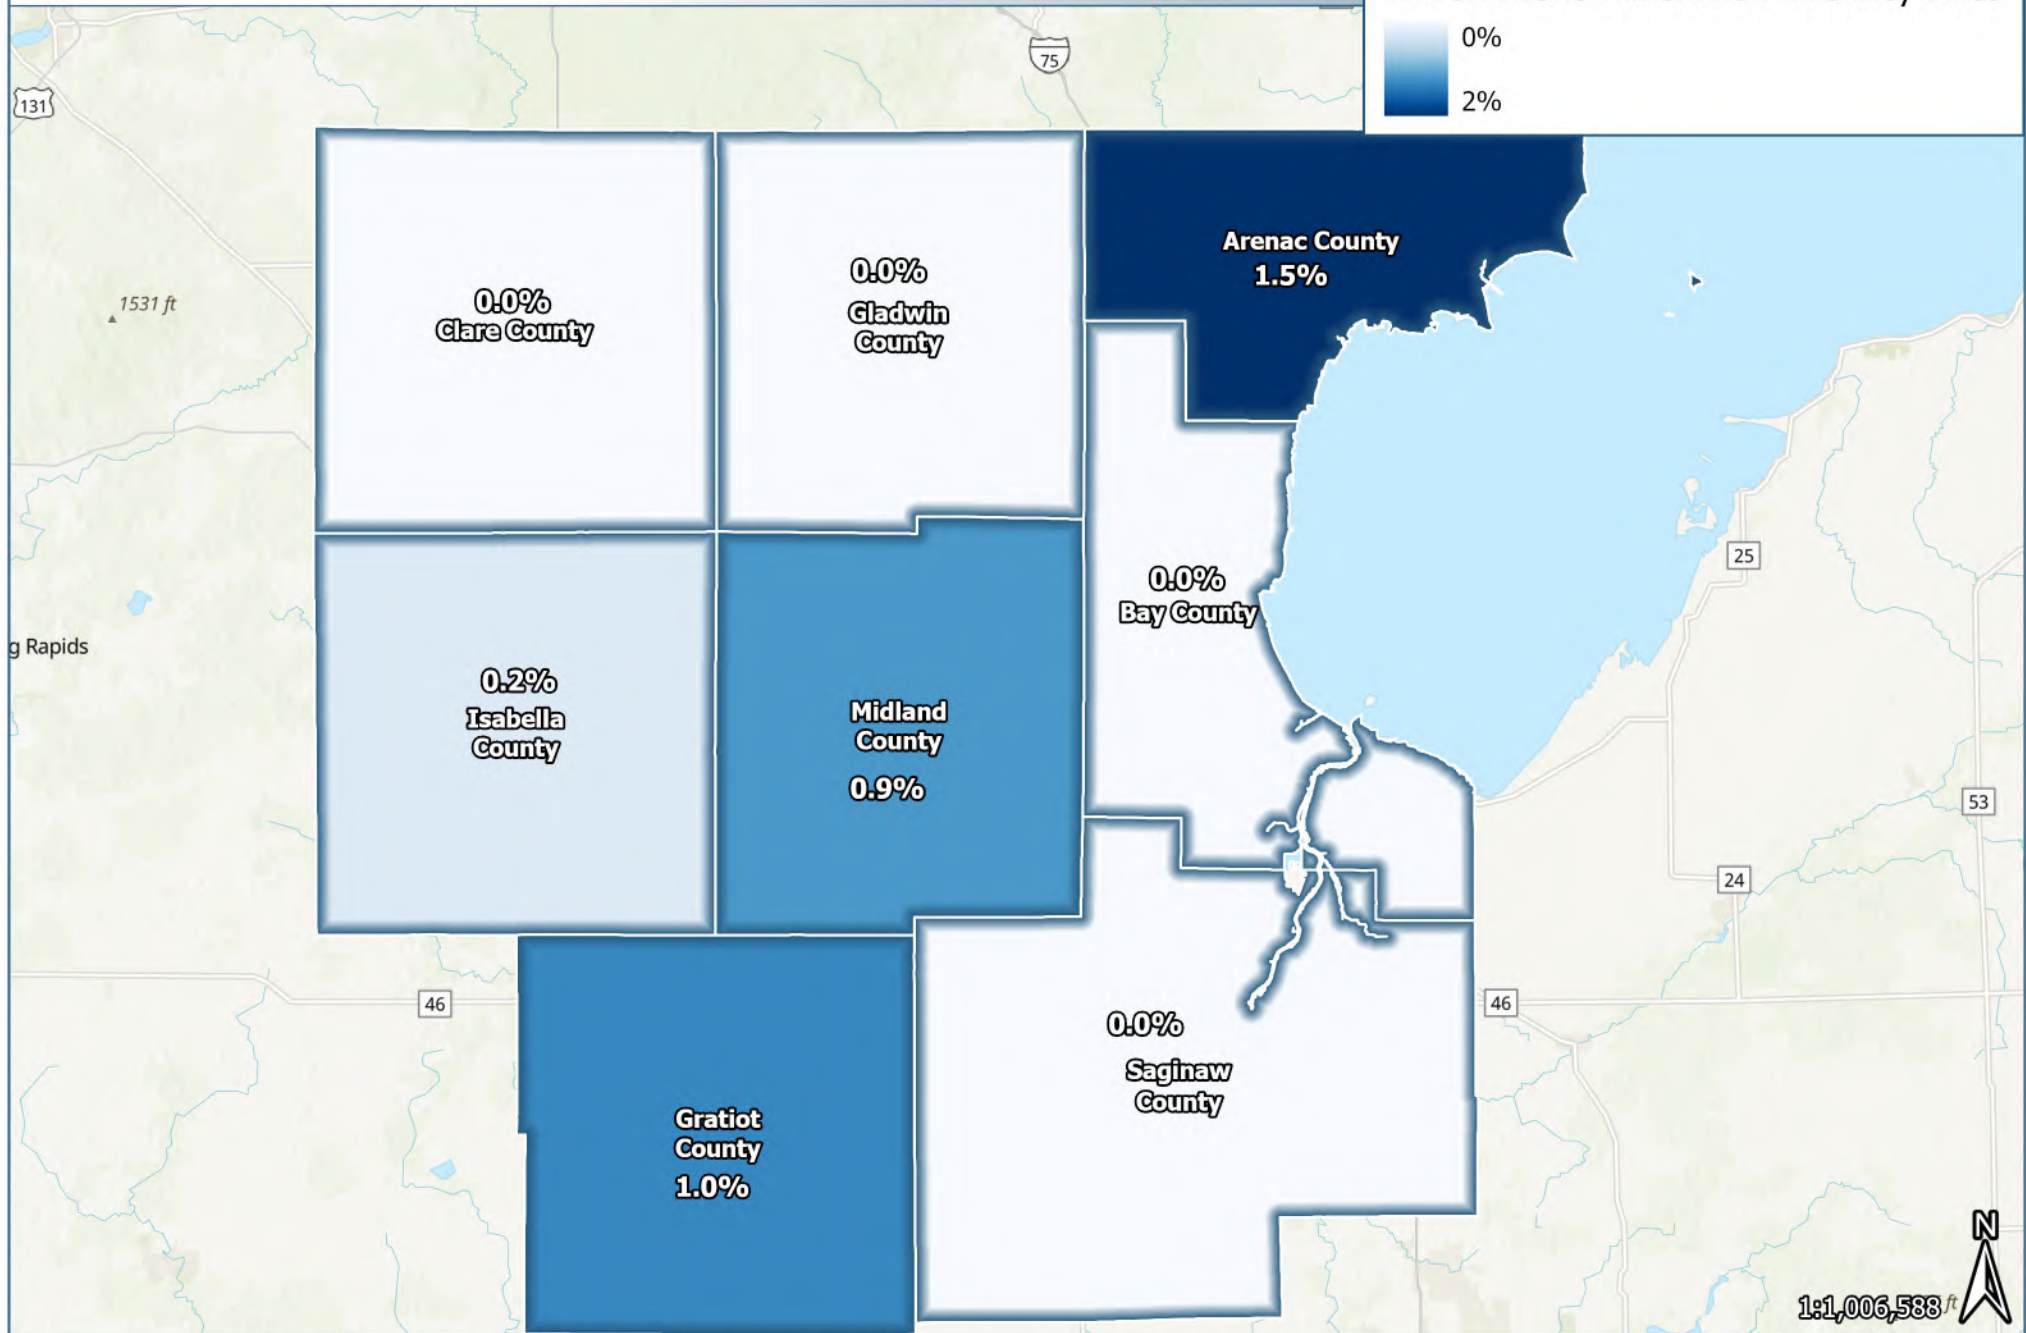 75
0%
131
2%
Arenac County
1.5%
0.0%
Gladwin
County
0.0%
Clare County
1531 ft
25
0.0%
Bay County
g Rapids
0.2%
Isabella
County
Midland
County
0.9%
53
24
46
46
0.0%
Saginaw
County
Gratiot
County
1.0%
N
1:1,006,588 ft